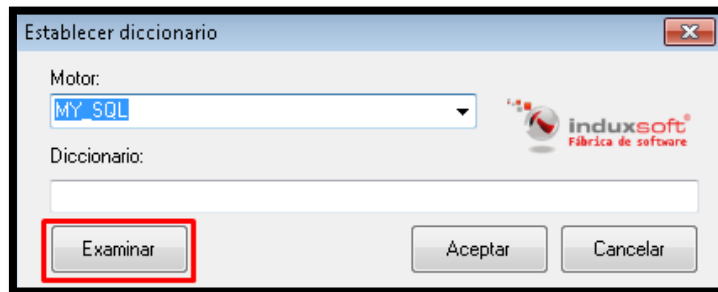 Establecer diccionario
Motor:
MY_SQL
induxsoft®
Fábrica de software
Diccionario:
Examinar
Aceptar
Cancelar